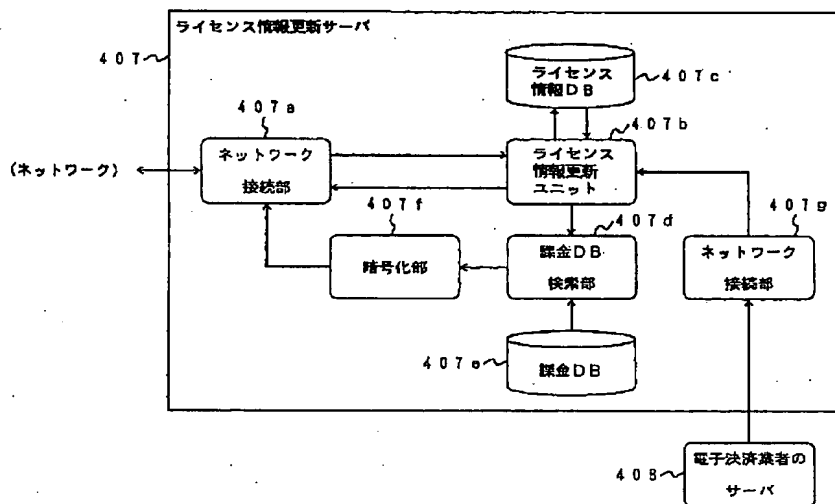 ライセンス情報更新サーバ
407
ライセンス
情報DB
407c
407a
407b
(ネットワーク)
ネットワーク
接続部
ライセンス
情報更新
ユニット
407f
407d
407g
暗号化部
課金DB
検索部
ネットワーク
接続部
407e
課金DB
408
電子決済業者の
サーバ